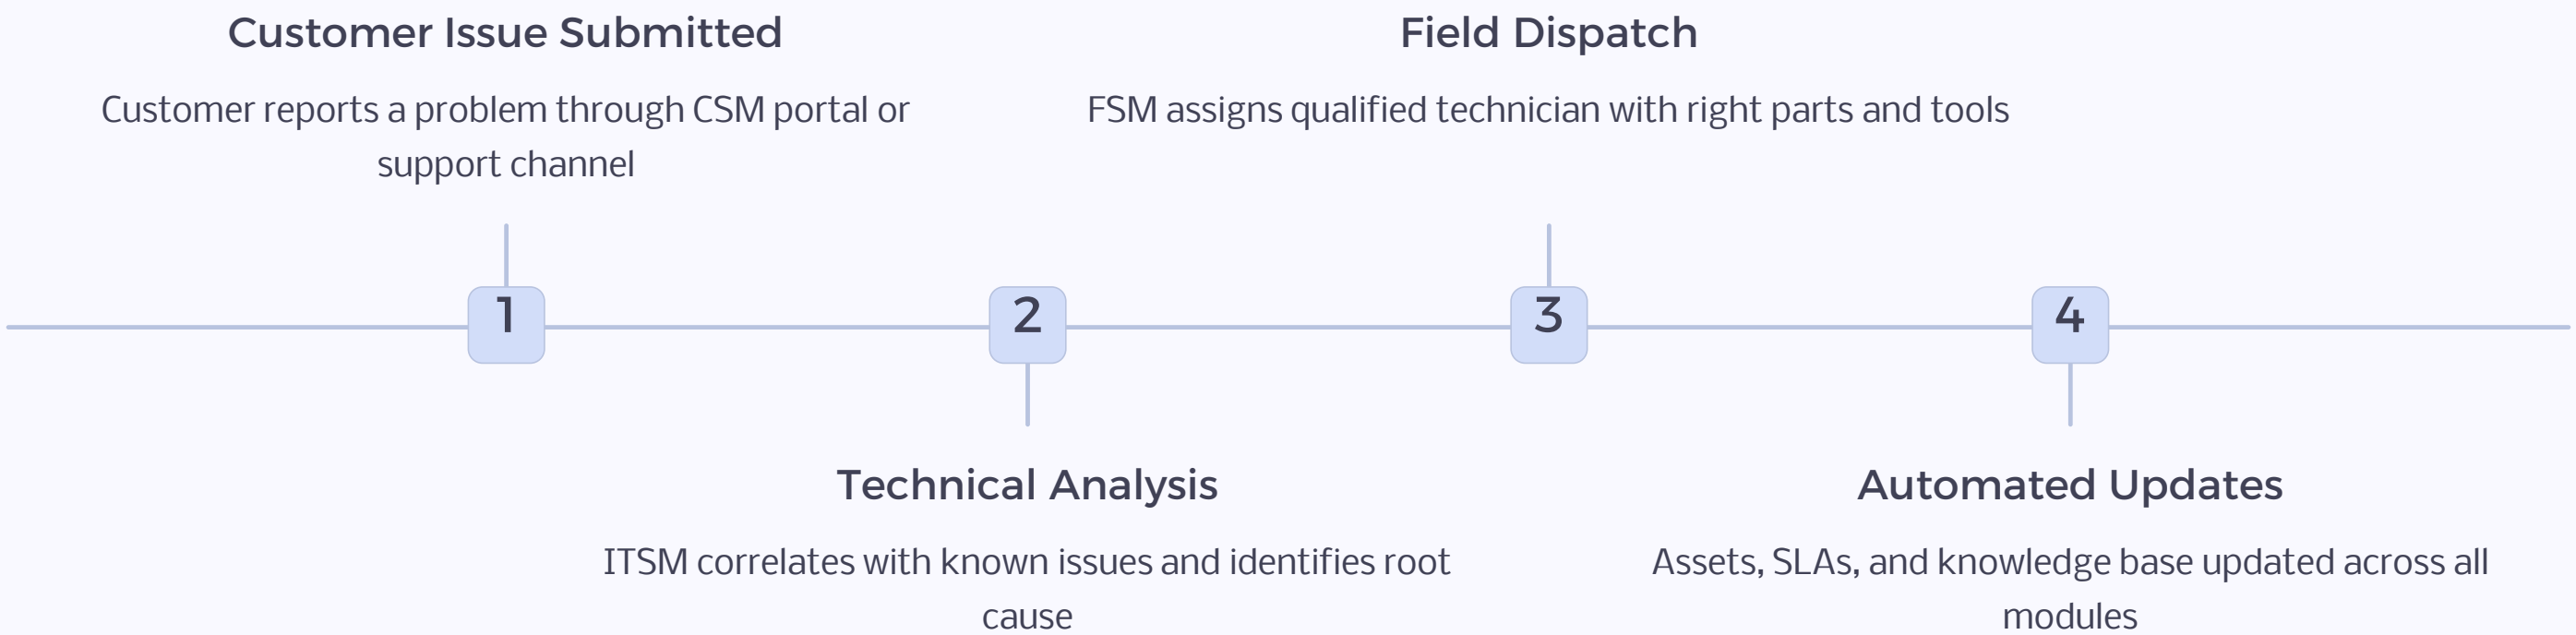 Customer Issue Submitted
Customer reports a problem through CSM portal or
support channel
Field Dispatch
FSM assigns qualified technician with right parts and tools
1
2
3
4
Technical Analysis
ITSM correlates with known issues and identifies root
cause
Automated Updates
Assets, SLAs, and knowledge base updated across all
modules